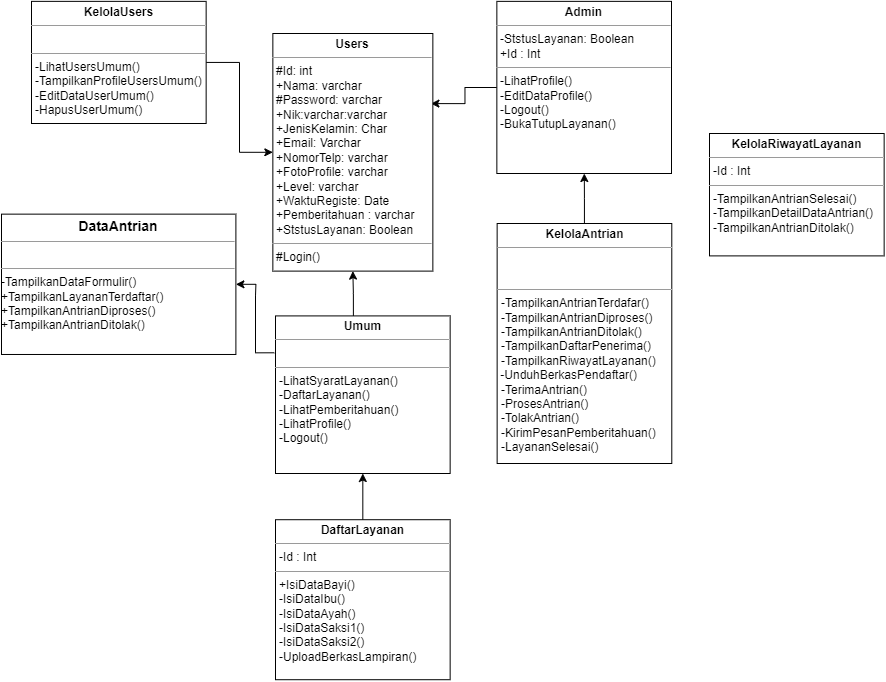 KelolaUsers
-LihatUsersUmum()
-TampilkanProfileUsersUmum()
-EditDataUserUmum()
-HapusUserUmum()
Users
#Id: int
+Nama: varchar
#Password: varchar
+Nik:varchar:varchar
+JenisKelamin: Char
+Email: Varchar
+NomorTelp: varchar
+FotoProfile: varchar
+Level: varchar
+WaktuRegiste: Date
+Pemberitahuan : varchar
+StstusLayanan: Boolean
#Login()
Admin
-StstusLayanan: Boolean
+Id : Int
-LihatProfile()
-EditDataProfile()
-Logout()
-BukaTutupLayanan()
KelolaRiwayatLayanan
-Id : Int
-TampilkanAntrianSelesai()
-TampilkanDetailDataAntrian()
-TampilkanAntrianDitolak()
DataAntrian
-TampilkanDataFormulir()
+TampilkanLayananTerdaftar()
+TampilkanAntrianDiproses()
+TampilkanAntrianDitolak()
KelolaAntrian
-TampilkanAntrianTerdafar()
-TampilkanAntrianDiproses()
-TampilkanAntrianDitolak()
-TampilkanDaftarPenerima()
-TampilkanRiwayatLayanan()
-UnduhBerkasPendaftar()
-TerimaAntrian()
-ProsesAntrian()
-TolakAntrian()
-KirimPesanPemberitahuan()
-LayananSelesai()
Umum
-LihatSyaratLayanan()
-DaftarLayanan()
-LihatPemberitahuan()
-LihatProfile()
-Logout()
DaftarLayanan
-Id : Int
+IsiDataBayi()
-IsiDataIbu()
-IsiDataAyah()
-IsiDataSaksi1()
-IsiDataSaksi2()
-UploadBerkasLampiran()